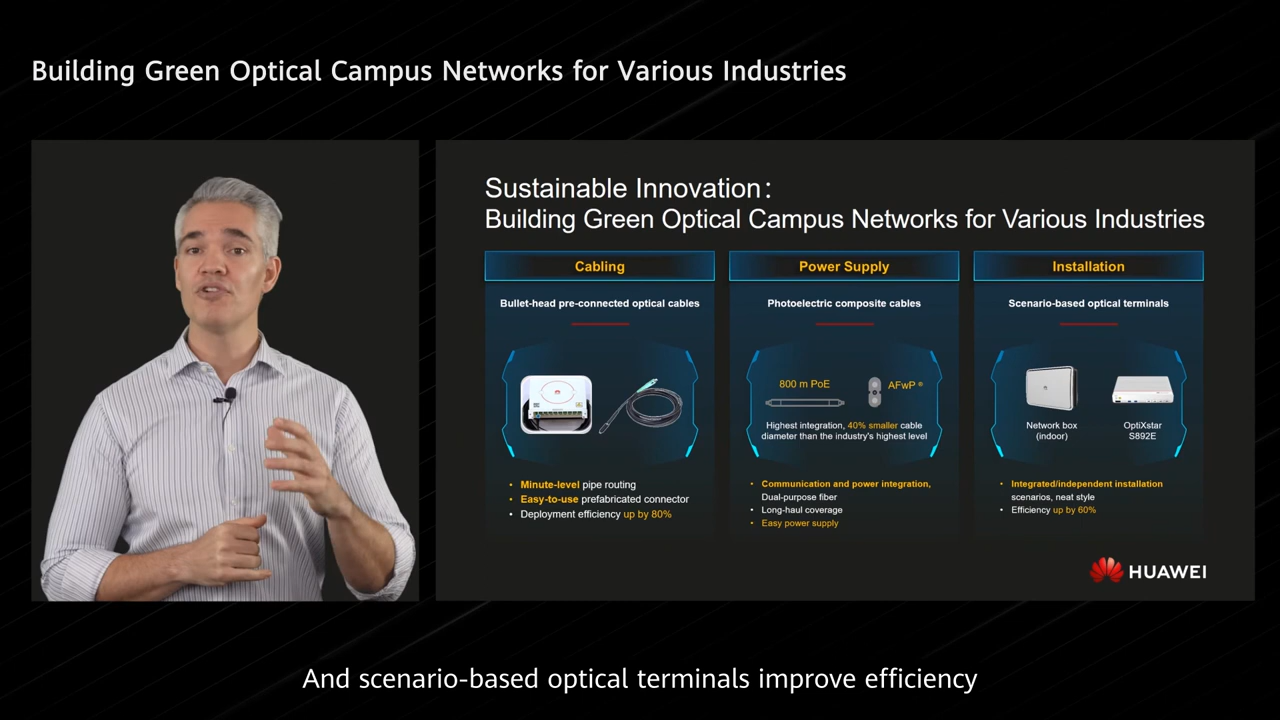 Building Green Optical Campus Networks for Various Industries
Sustainable Innovation:
Building Green Optical Campus Networks for Various Industries
Cabling
Bullet-head pre-connected optical cables
• Minute-level pipe routing
• Easy-to-use prefabricated connector
• Deployment efficiency up by 80%
Power Supply
Photoelectric composite cables
800 m PoE
AFwP ®
Highest integration, 40% smaller cable
diameter than the industry's highest level
• Communication and power integration,
Dual-purpose fiber
• Long-haul coverage
• Easy power supply
Installation
Scenario-based optical terminals
Network box
(indoor)
OptiXstar
S892E
• Integrated/independent installation
scenarios, neat style
• Efficiency up by 60%
HUAWEI
And scenario-based optical terminals improve efficiency